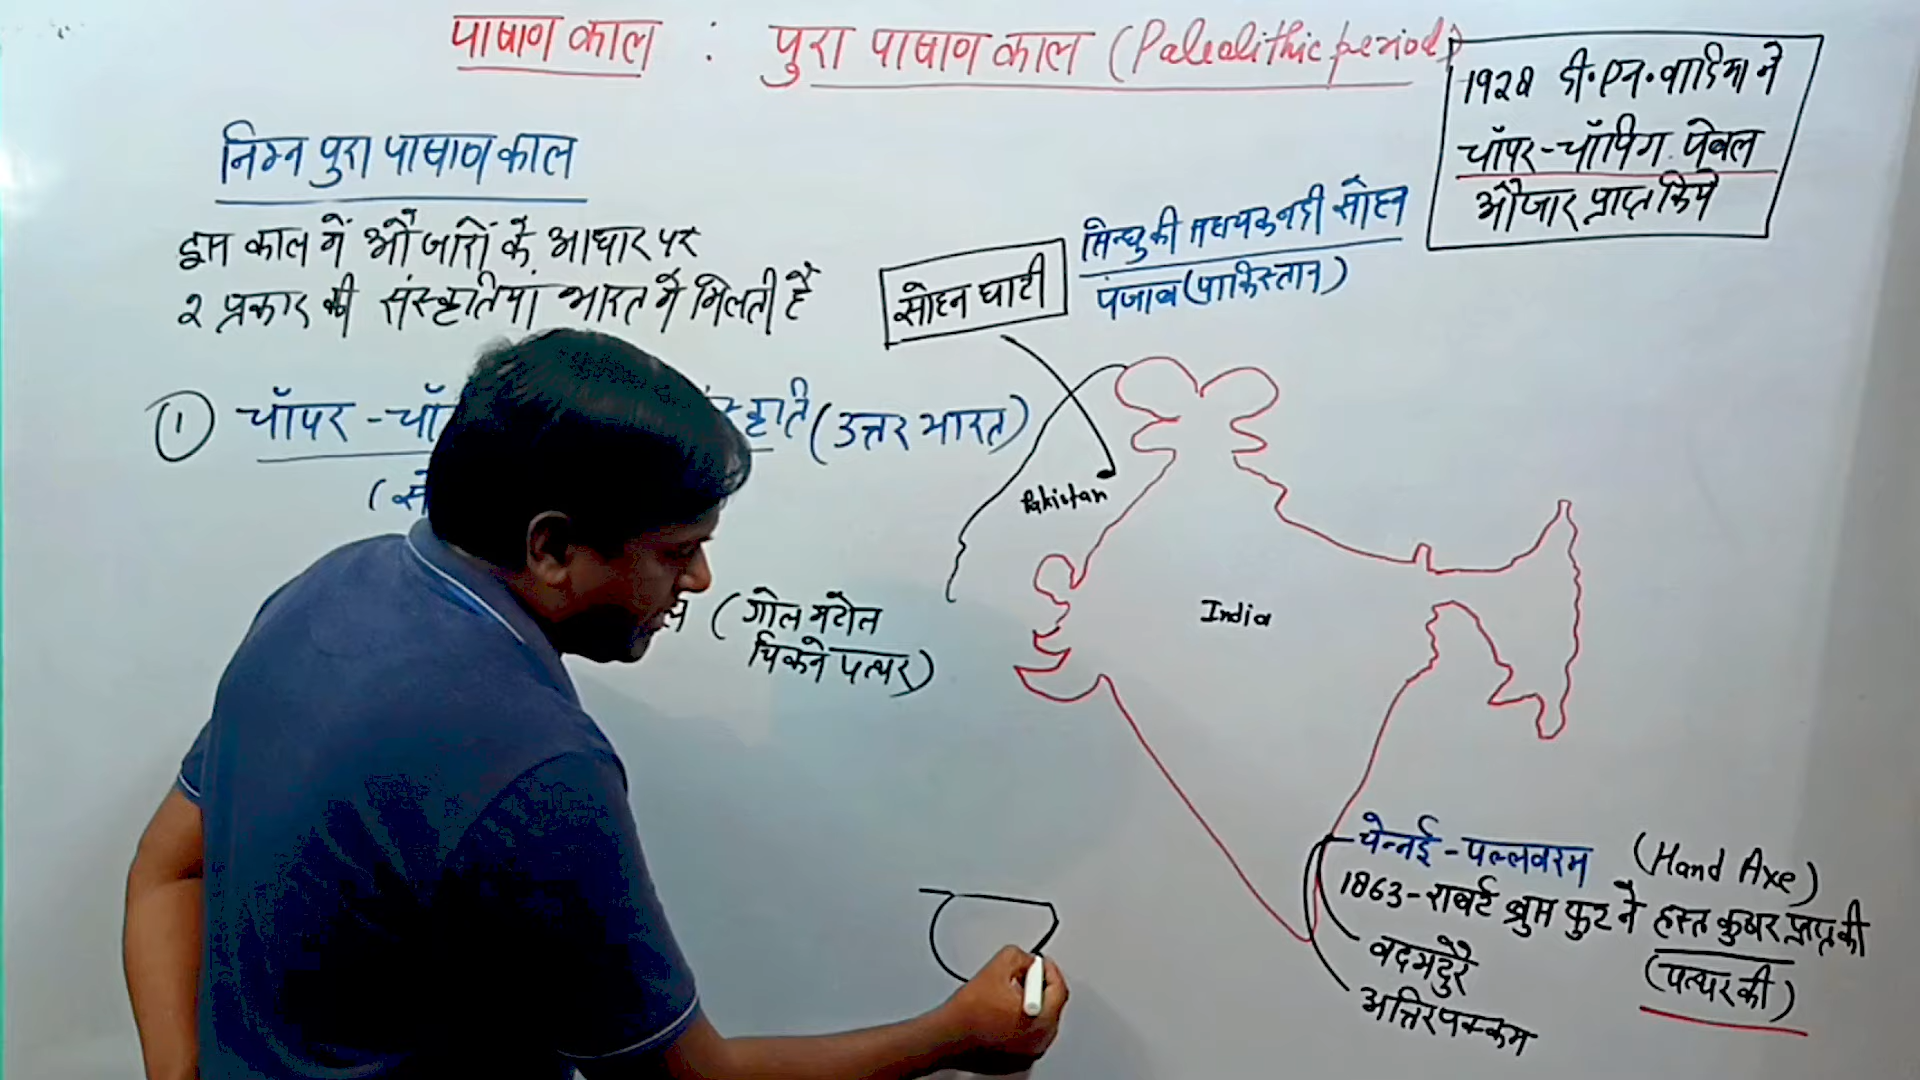 पाषाण काल : पुरा पाषाण काल (Palealithic period)
1928 डी॰ एन॰ वाडिया ने
चॉपर-चॉपिंग पेबल
औजार प्राप्त किये
निम्न पुरा पाषाण काल
इस काल में औजारों के आधार पर
2 प्रकार की संस्कृतियां भारत में मिलती हैं
सिन्धु की सहायक नदी सोहन
पंजाब (पाकिस्तान)
सोहन घाटी
① चॉपर - (उत्तर भारत)
Pakistan
India
(गोल मटोल
चिकने पत्थर)
चेन्नई - पल्लवरम (Hand Axe)
1863 - राबर्ट ब्रुस फुट ने हस्त कुठार प्राप्त की
(पत्थर की)
वदमदुरै
अत्तिरपक्कम